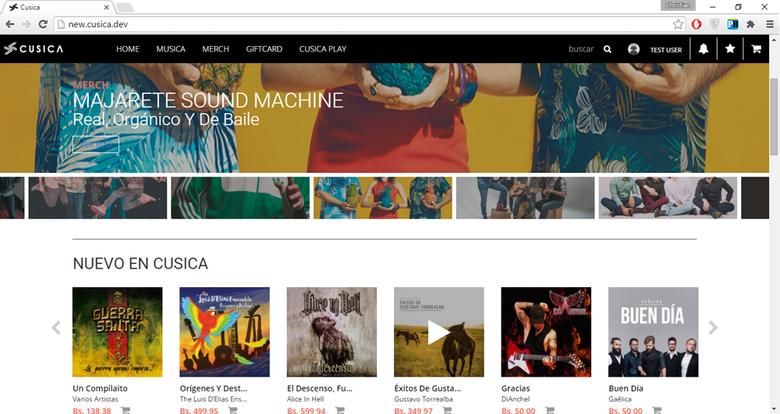 Cusica
Christian
new.cusica.dev
CUSICA
HOME
MUSICA
MERCH
GIFTCARD
CUSICA PLAY
buscar
TEST USER
MERCH
MAJARETE SOUND MACHINE
Real, Orgánico Y De Baile
NUEVO EN CUSICA
GUERRA
SANTA
Luis D'Elias Ensemble
Alice in Hell
Descenso
ÉXITOS DE
GUSTAVO TORREALBA
GAÉLICA
BUEN DÍA
Un Compilaito
Varios Artistas
Bs. 138.38
Orígenes Y Dest...
The Luis D'Elias Ens...
Bs. 499.95
El Descenso, Fu...
Alice In Hell
Bs. 599.94
Éxitos De Gusta...
Gustavo Torrealba
Bs. 349.97
Gracias
DiAnchel
Bs. 50.00
Buen Día
Gaélica
Bs. 50.00